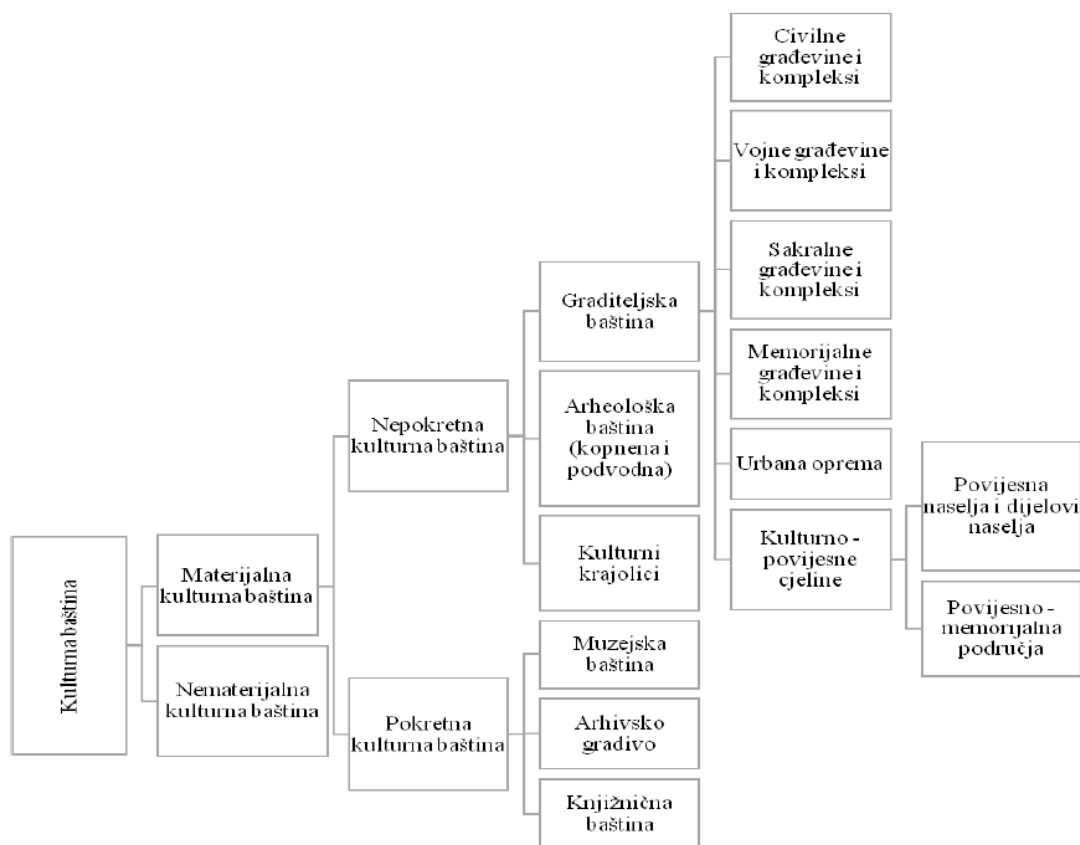 Civilne
građevine i
kompleksi
Vojne građevine
i kompleksi
Sakralne
građevine i
kompleksi
Graditeljska
baština
Memorijalne
građevine i
kompleksi
Nepokretna
kulturna baština
Arheološka
baština
(kopnena i
podvodna)
Urbana oprema
Povijesna
naselja i dijelovi
naselja
Kulturna baština
Materijalna
kulturna baština
Kulturni
krajolici
Kulturno -
povijesne
cjeline
Povijesno -
memorijalna
područja
Nematerijalna
kulturna baština
Pokretna
kulturna baština
Muzejska
baština
Arhivsko
gradivo
Knjižnična
baština